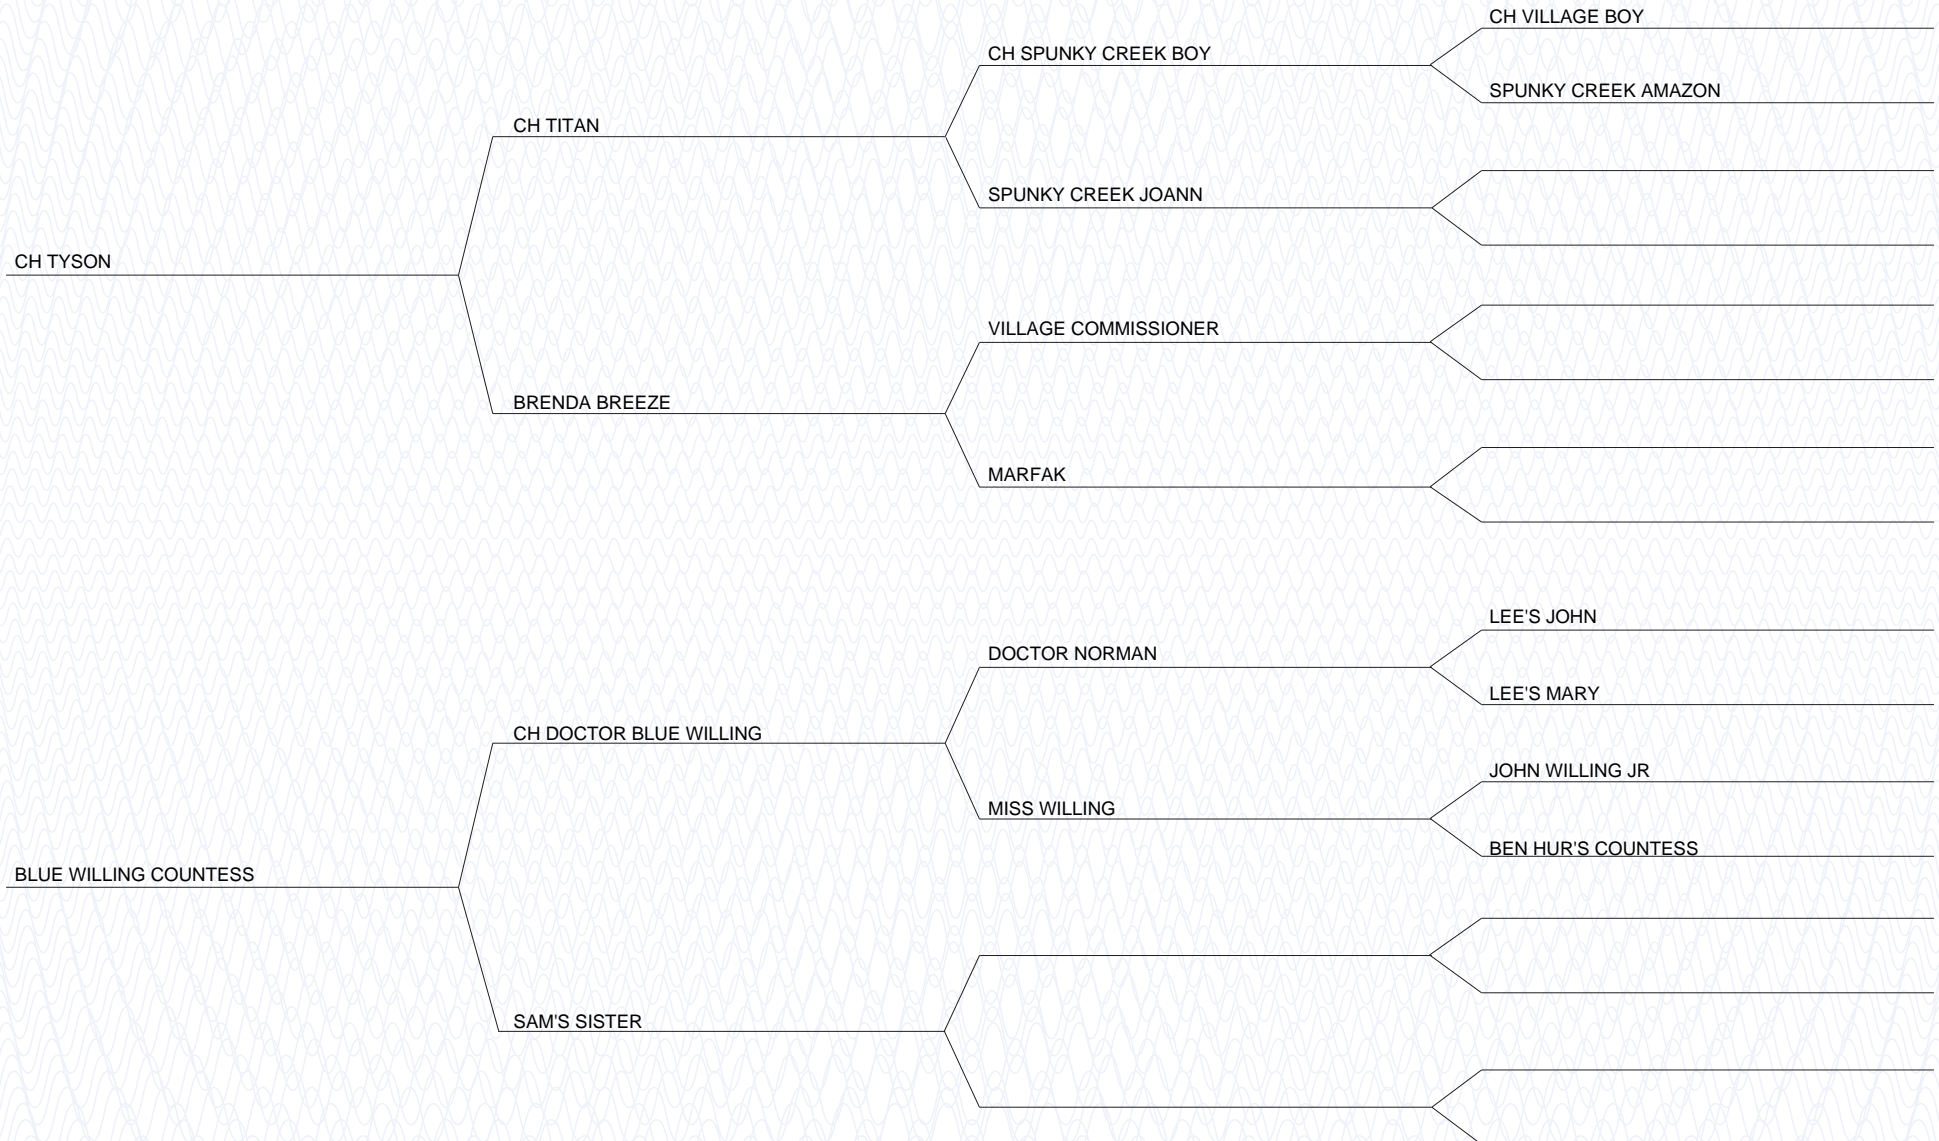 CH VILLAGE BOY
CH SPUNKY CREEK BOY
SPUNKY CREEK AMAZON
CH TITAN
SPUNKY CREEK JOANN
CH TYSON
VILLAGE COMMISSIONER
BRENDA BREEZE
MARFAK
LEE'S JOHN
DOCTOR NORMAN
LEE'S MARY
CH DOCTOR BLUE WILLING
JOHN WILLING JR
MISS WILLING
BEN HUR'S COUNTESS
BLUE WILLING COUNTESS
SAM'S SISTER